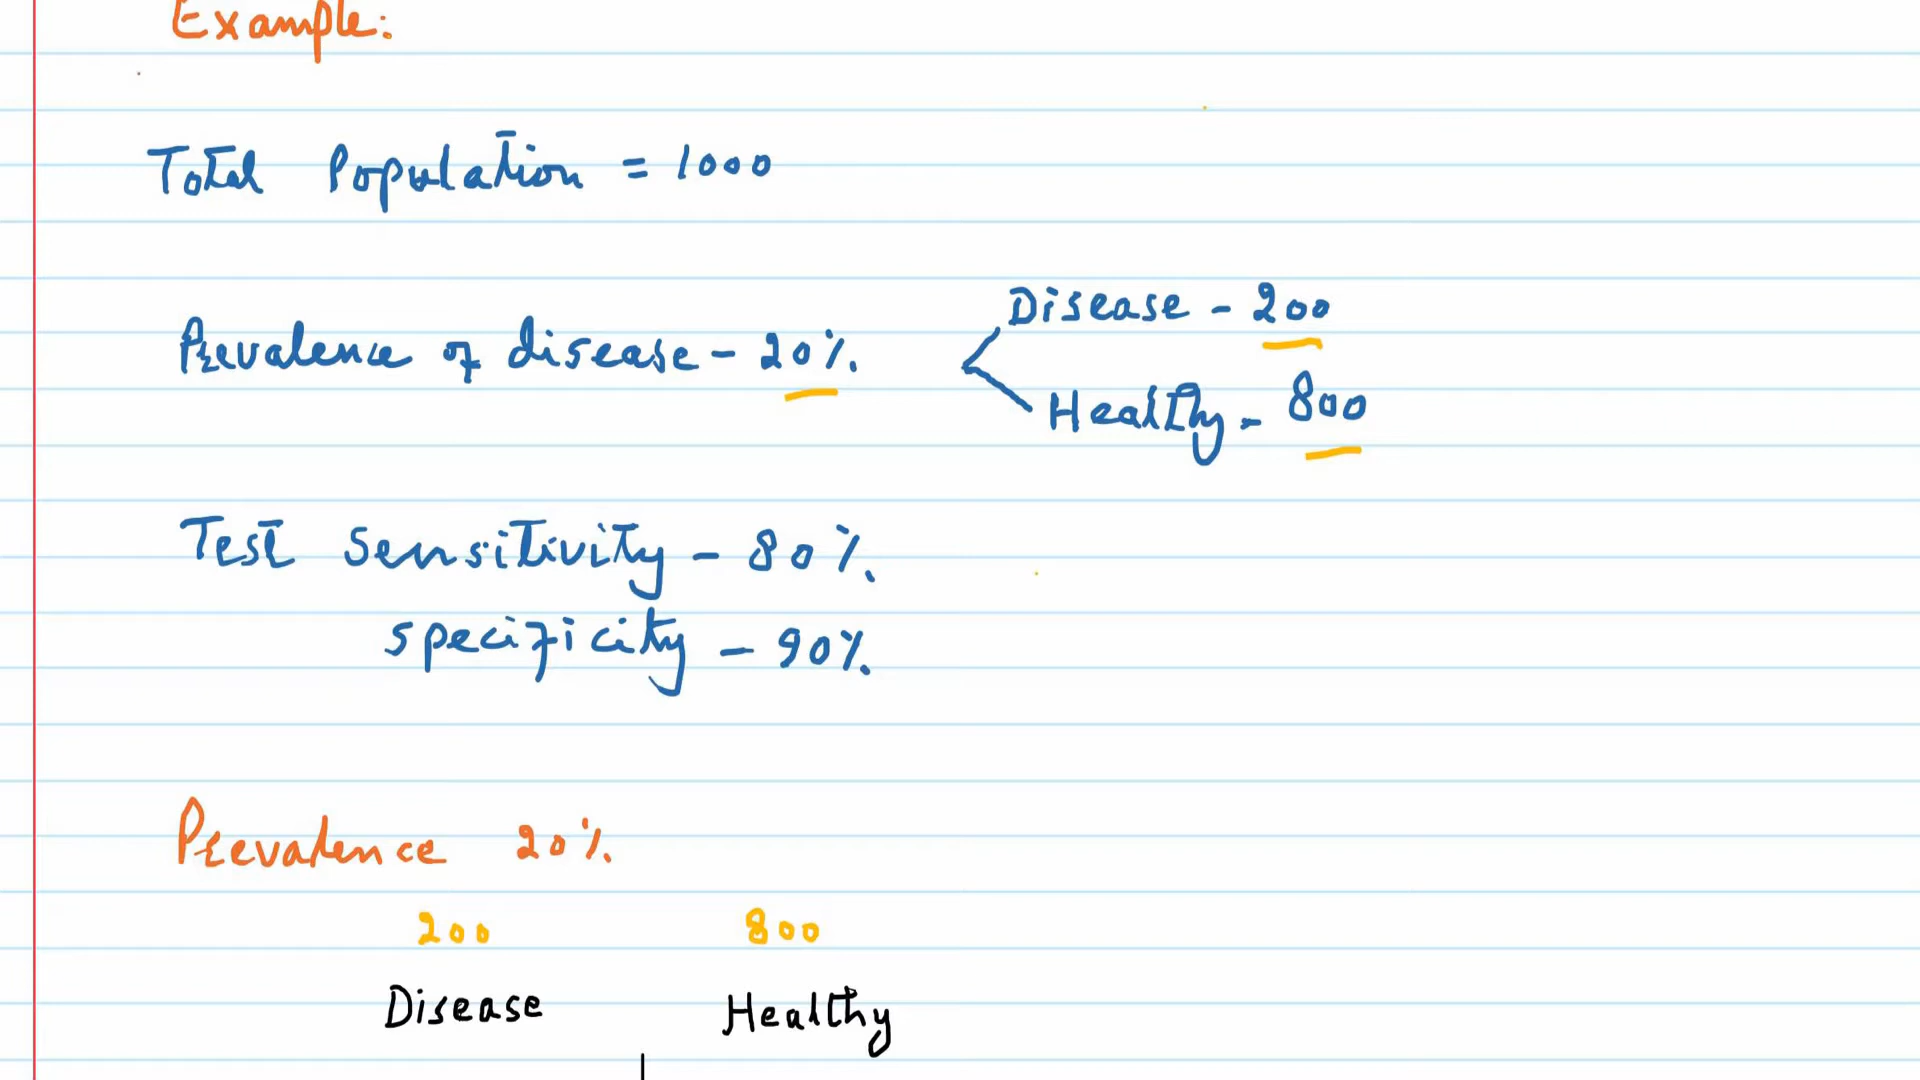 Example:
Total Population = 1000
Prevalence of disease - 20%.
Disease - 200
Healthy - 800
Test sensitivity - 80%.
specificity - 90%.
Prevalence 20%.
200 800
Disease Healthy